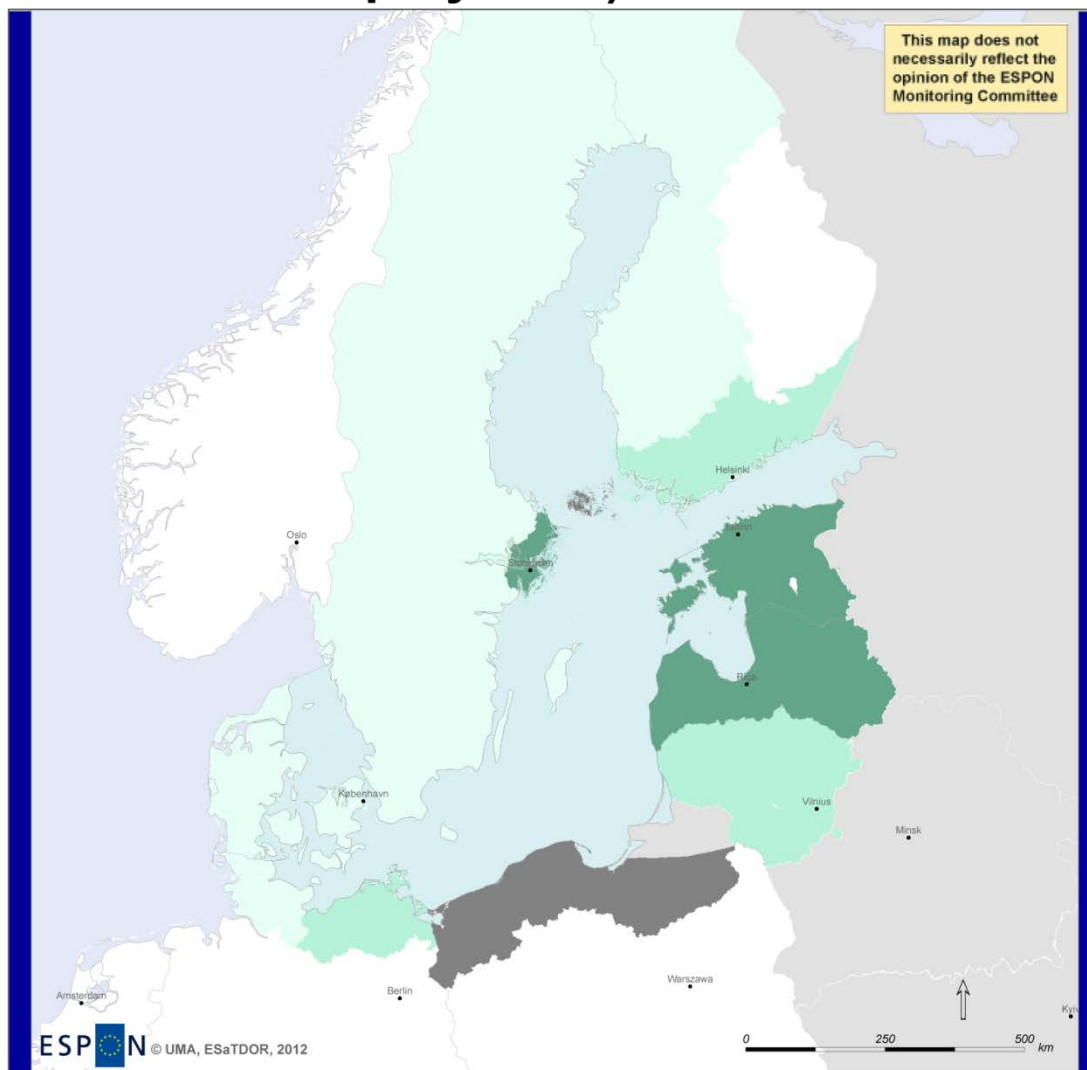 This map does not
necessarily reflect the
opinion of the ESPON
Monitoring Committee
Helsinki
Tallinn
Oslo
Stockholm
Riga
København
Vilnius
Minsk
Warszawa
Berlin
Amsterdam
Kyiv
ESPON © UMA, ESaTDOR, 2012
0 250 500
km